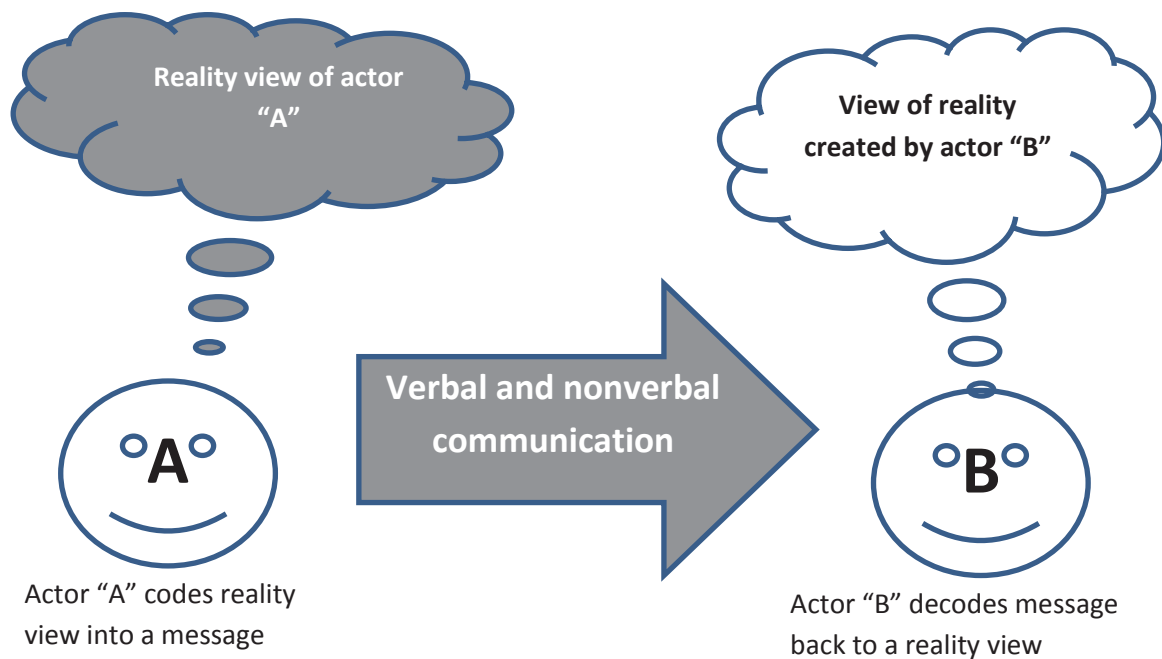 Reality view of actor
“A”
View of reality
created by actor “B”
Verbal and nonverbal
communication
A
B
Actor “A” codes reality
view into a message
Actor “B” decodes message
back to a reality view